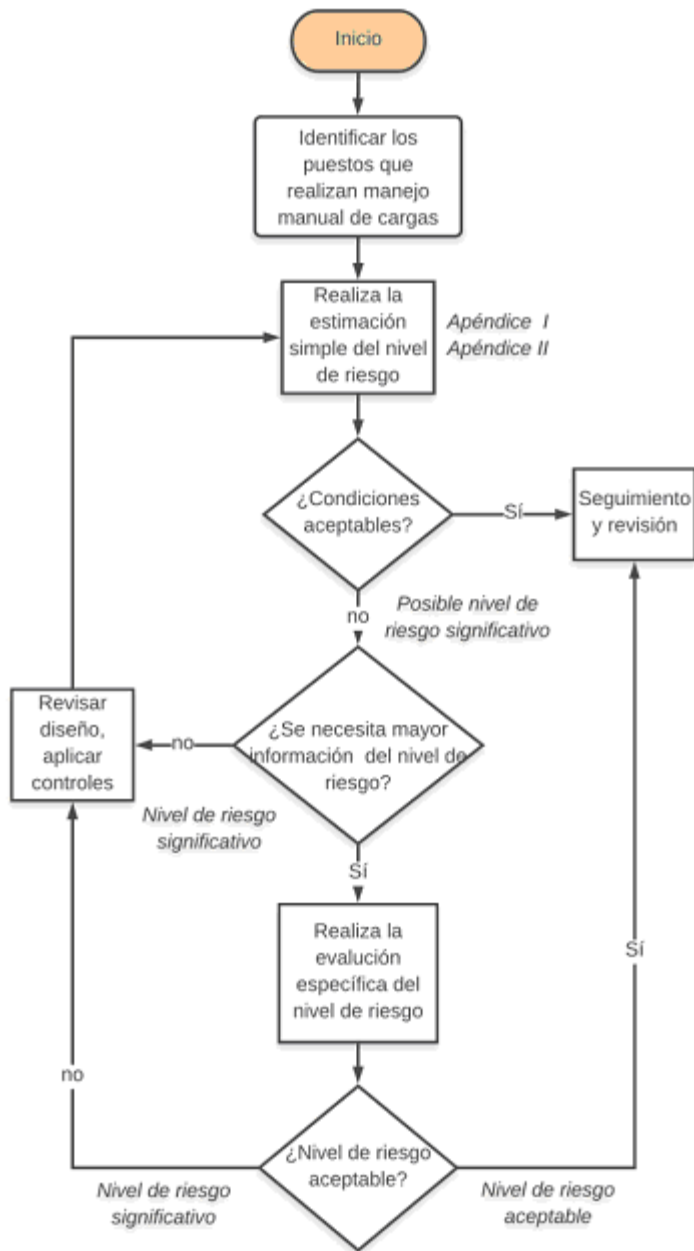 Inicio
Identificar los
puestos que
realizan manejo
manual de cargas
Realiza la
estimación
simple del nivel
de riesgo
Apéndice I
Apéndice II
¿Condiciones
aceptables?
Sí
Seguimiento
y revisión
no
Posible nivel de
riesgo significativo
¿Se necesita mayor
información del nivel de
riesgo?
no
Revisar
diseño,
aplicar
controles
Nivel de riesgo
significativo
Sí
Realiza la
evalución
específica del
nivel de riesgo
Sí
no
¿Nivel de riesgo
aceptable?
Nivel de riesgo
significativo
Nivel de riesgo
aceptable